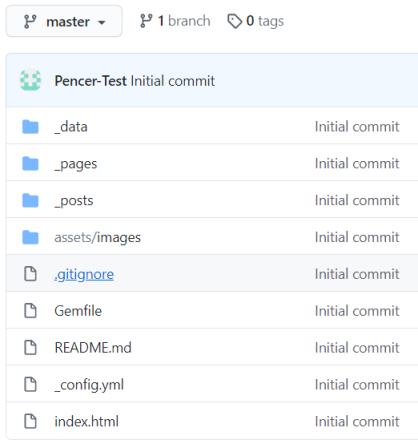 master 1 branch 0 tags
Pencer-Test Initial commit
_data Initial commit
_pages Initial commit
_posts Initial commit
assets/images Initial commit
.gitignore Initial commit
Gemfile Initial commit
README.md Initial commit
_config.yml Initial commit
index.html Initial commit